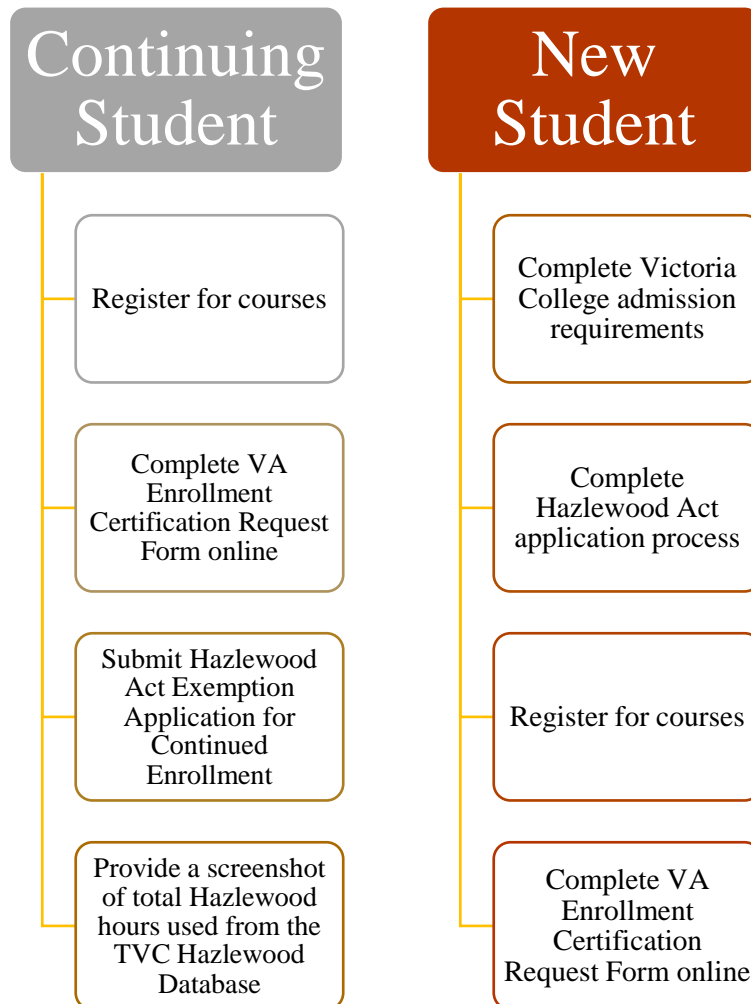 Continuing
Student
Register for courses
Complete VA
Enrollment
Certification Request
Form online
Submit Hazlewood
Act Exemption
Application for
Continued
Enrollment
Provide a screenshot
of total Hazlewood
hours used from the
TVC Hazlewood
Database
New
Student
Complete Victoria
College admission
requirements
Complete
Hazlewood Act
application process
Register for courses
Complete VA
Enrollment
Certification
Request Form online